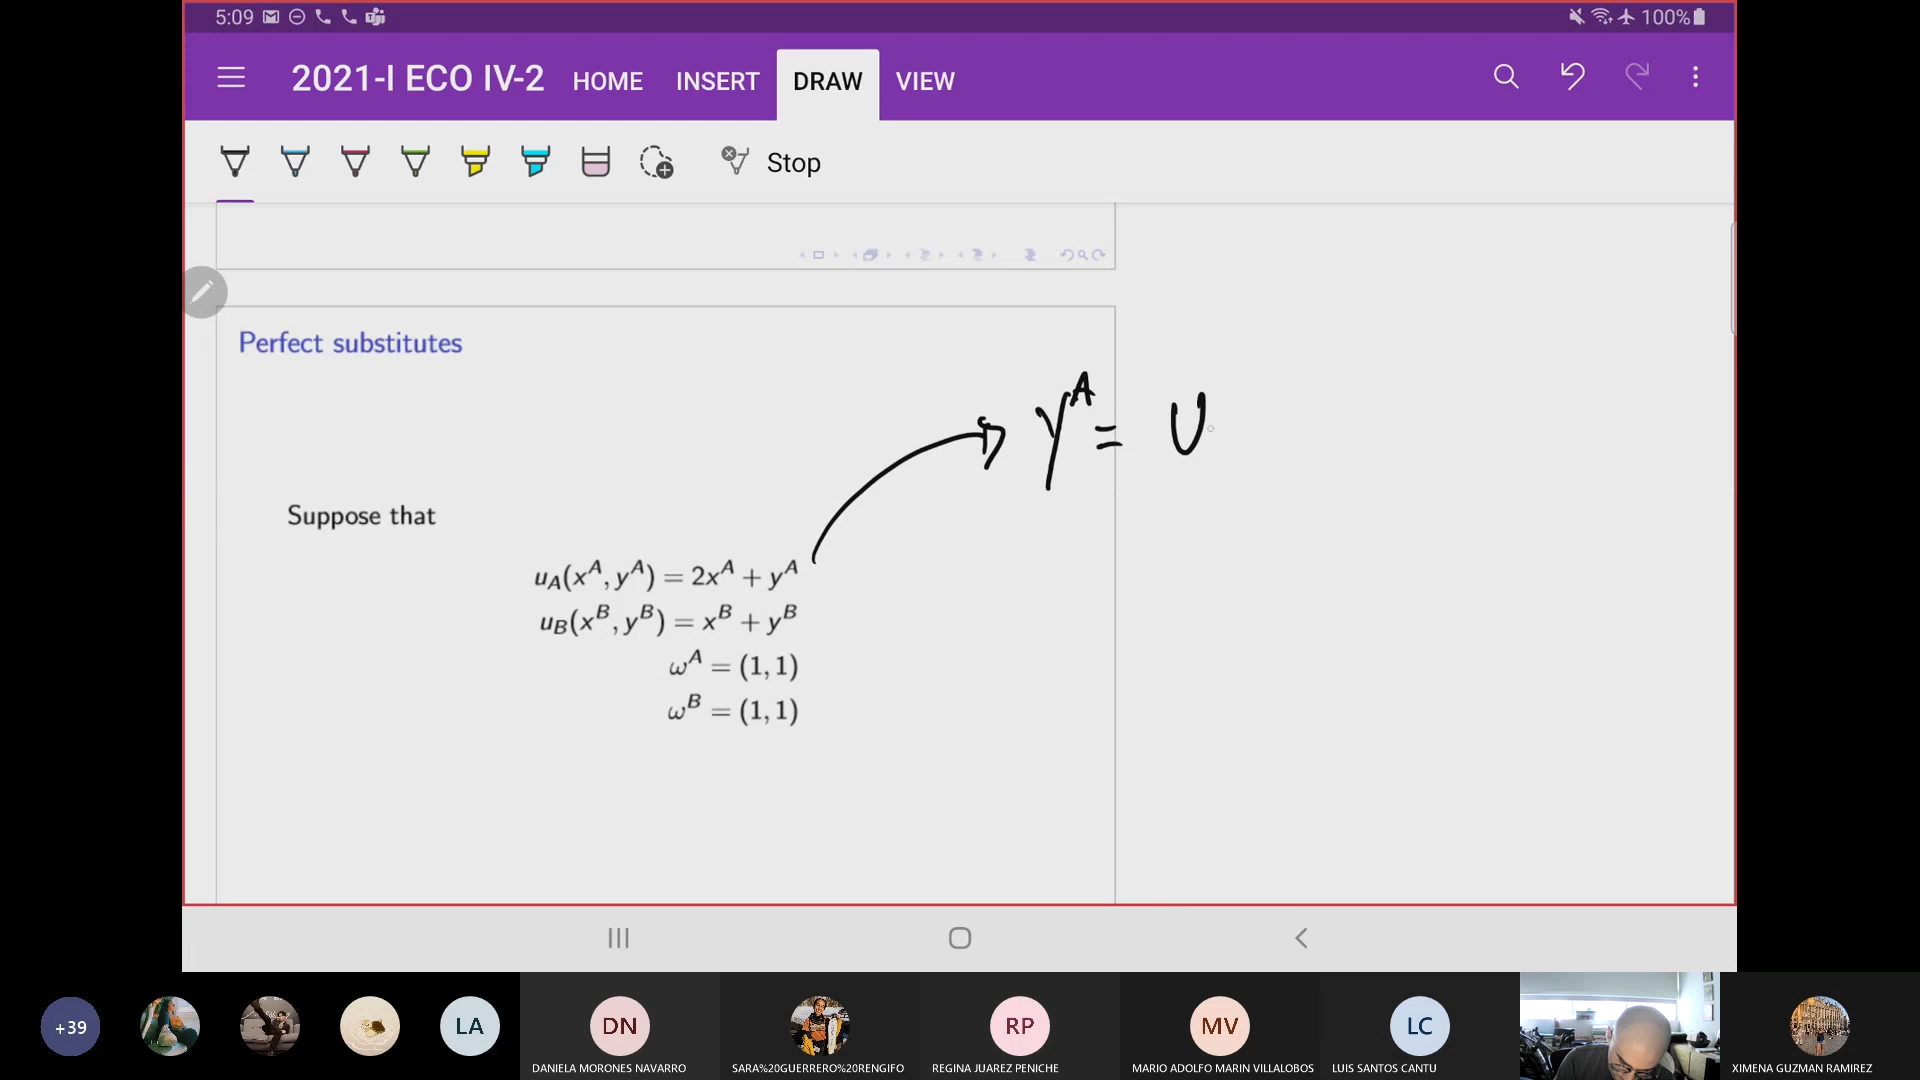 5:09 100%
2021-I ECO IV-2 HOME INSERT DRAW VIEW
Stop
Perfect substitutes
y^A = U
Suppose that
u_A(x^A, y^A) = 2x^A + y^A
u_B(x^B, y^B) = x^B + y^B
ω^A = (1, 1)
ω^B = (1, 1)
+39 LA DN RP MV LC
DANIELA MORONES NAVARRO SARA%20GUERRERO%20RENGIFO REGINA JUAREZ PENICHE MARIO ADOLFO MARIN VILLALOBOS LUIS SANTOS CANTU XIMENA GUZMAN RAMIREZ